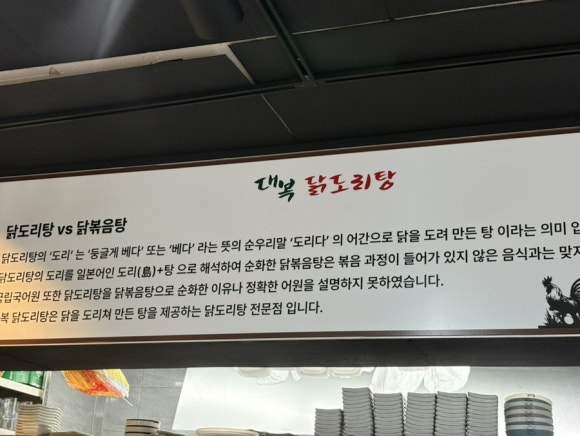 대복 닭도리탕
닭도리탕 vs 닭볶음탕
닭도리탕의 '도리' 는 '둥글게 베다' 또는 '베다' 라는 뜻의 순우리말 '도리다' 의 어간으로 닭을 도려 만든 탕 이라는 의미
닭도리탕의 도리를 일본어인 도리(島)+탕 으로 해석하여 순화한 닭볶음탕은 볶음 과정이 들어가 있지 않은 음식과는 맞지
국립국어원 또한 닭도리탕을 닭볶음탕으로 순화한 이유나 정확한 어원을 설명하지 못하였습니다.
복 닭도리탕은 닭을 도리쳐 만든 탕을 제공하는 닭도리탕 전문점 입니다.